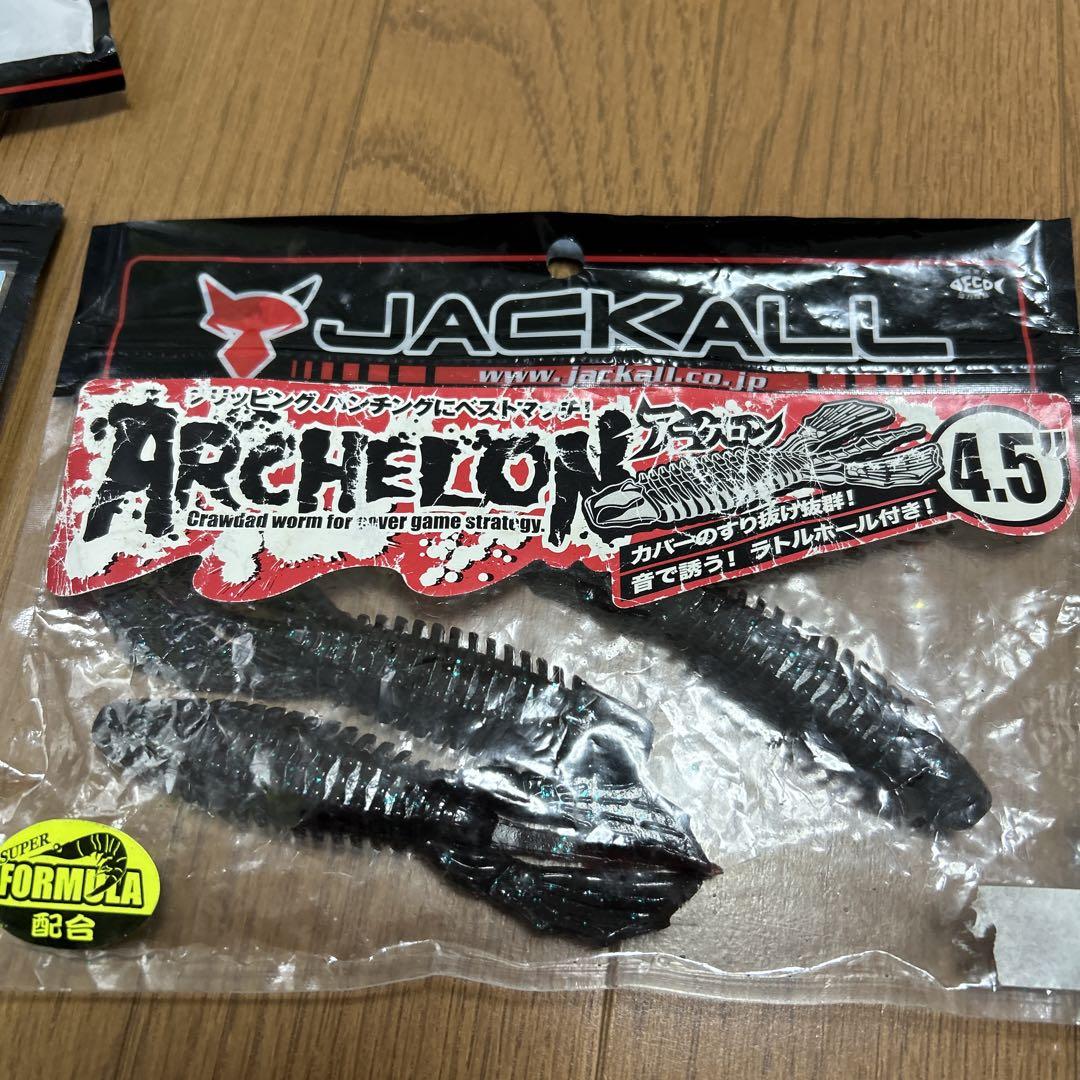 JACKALL
www.jackall.co.jp
フリッピング、パンチングにベストマッチ!
ARCHELON
アーケロン
4.5"
Crawdad worm for cover game strategy.
カバーのすり抜け抜群!
音で誘う! ラトルホール付き!
SUPER
FORMULA
配合